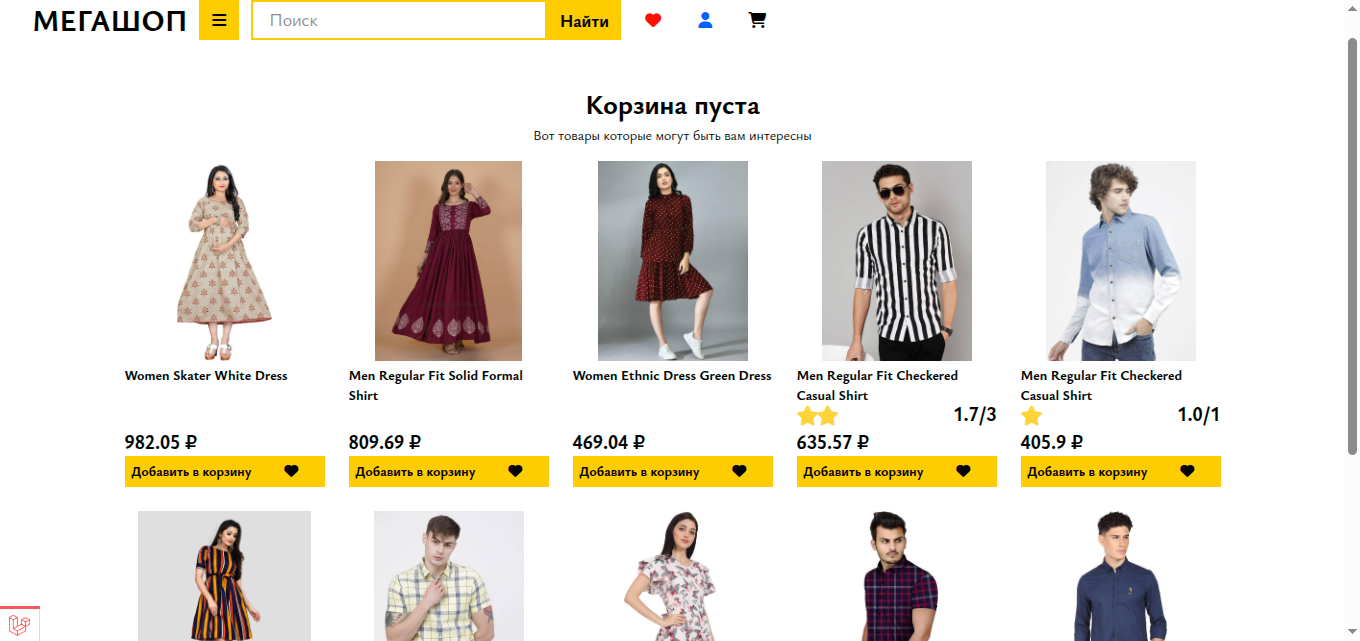 МЕГАШОП
Поиск
Найти
Корзина пуста
Вот товары которые могут быть вам интересны
Women Skater White Dress
982.05 ₽
Добавить в корзину
Men Regular Fit Solid Formal
Shirt
809.69 ₽
Добавить в корзину
Women Ethnic Dress Green Dress
469.04 ₽
Добавить в корзину
Men Regular Fit Checkered
Casual Shirt
1.7/3
635.57 ₽
Добавить в корзину
Men Regular Fit Checkered
Casual Shirt
1.0/1
405.9 ₽
Добавить в корзину